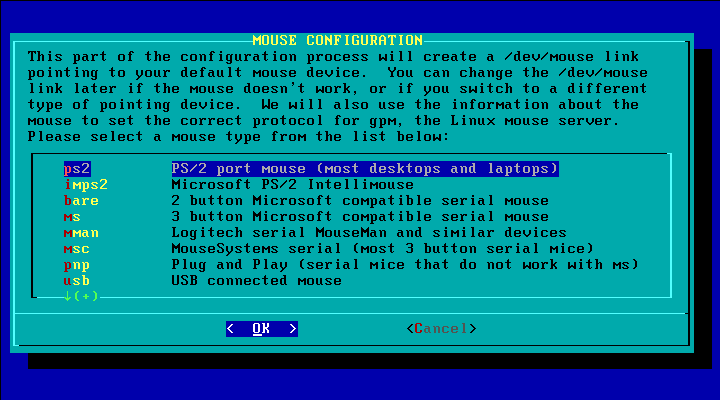 MOUSE CONFIGURATION
This part of the configuration process will create a /dev/mouse link
pointing to your default mouse device.  You can change the /dev/mouse
link later if the mouse doesn't work, or if you switch to a different
type of pointing device.  We will also use the information about the
mouse to set the correct protocol for gpm, the Linux mouse server.
Please select a mouse type from the list below:
ps2 PS/2 port mouse (most desktops and laptops)
imps2 Microsoft PS/2 Intellimouse
bare 2 button Microsoft compatible serial mouse
ms 3 button Microsoft compatible serial mouse
mman Logitech serial MouseMan and similar devices
msc MouseSystems serial (most 3 button serial mice)
pnp Plug and Play (serial mice that do not work with ms)
usb USB connected mouse
↓(+)
< OK > <Cancel>